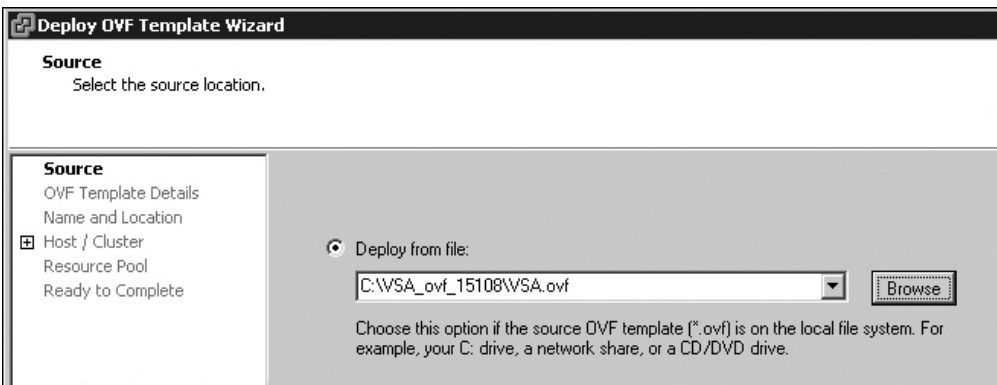 Deploy OVF Template Wizard
Source
Select the source location.
Source
OVF Template Details
Name and Location
Host / Cluster
Resource Pool
Ready to Complete
Deploy from file:
C:\VSA_ovf_15108\VSA.ovf
Browse
Choose this option if the source OVF template (*.ovf) is on the local file system. For
example, your C: drive, a network share, or a CD/DVD drive.